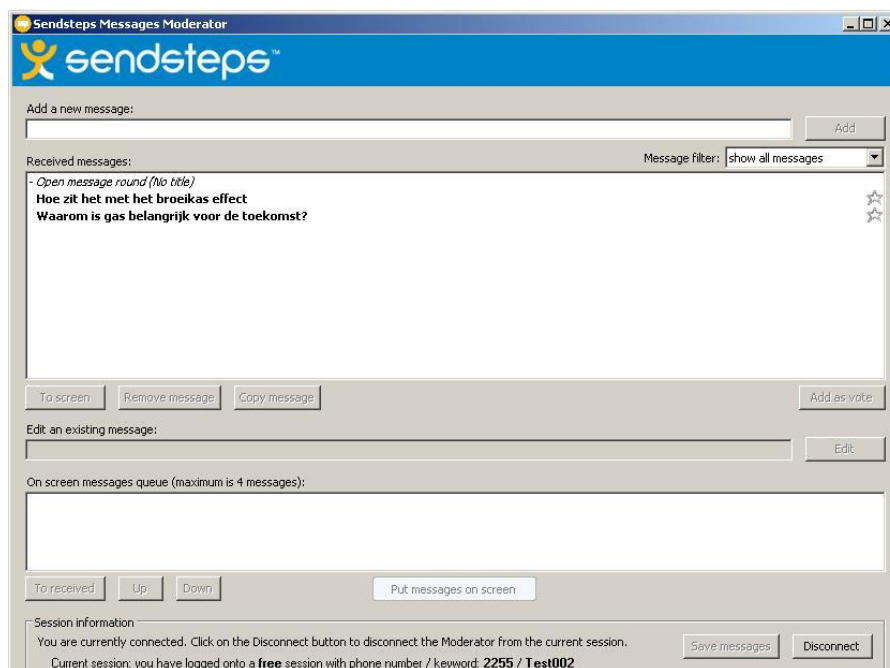 Sendsteps Messages Moderator
sendsteps™
Add a new message:
Add
Received messages:
Message filter: show all messages
- Open message round (No title)
Hoe zit het met het broeikas effect
Waarom is gas belangrijk voor de toekomst?
To screen Remove message Copy message Add as vote
Edit an existing message:
Edit
On screen messages queue (maximum is 4 messages):
To received Up Down Put messages on screen
Session information
You are currently connected. Click on the Disconnect button to disconnect the Moderator from the current session.
Save messages Disconnect
Current session: you have logged onto a free session with phone number / keyword: 2255 / Test002